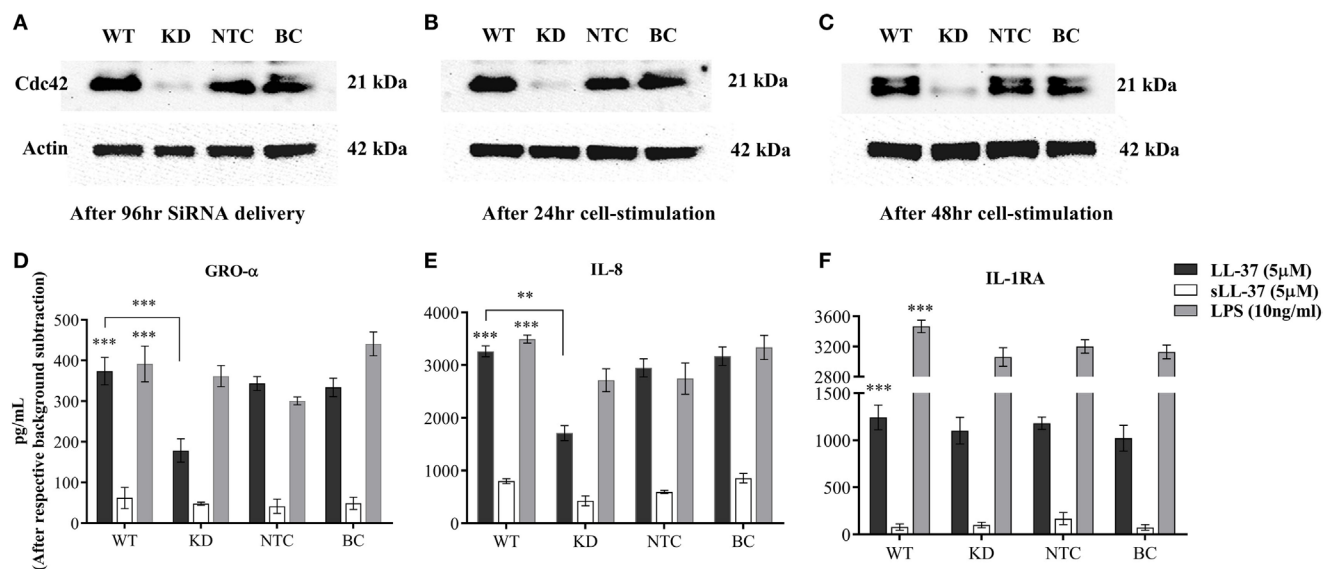 A
WT KD NTC BC
Cdc42
21 kDa
Actin
42 kDa
After 96hr SiRNA delivery
B
WT KD NTC BC
21 kDa
42 kDa
After 24hr cell-stimulation
C
WT KD NTC BC
21 kDa
42 kDa
After 48hr cell-stimulation
D
GRO-α
pg/mL
(After respective background subtraction)
500
400
300
200
100
0
***
***
***
WT KD NTC BC
E
IL-8
4000
3000
2000
1000
0
**
***
***
WT KD NTC BC
F
IL-1RA
3600
3200
2800
1500
1000
500
0
***
***
WT KD NTC BC
LL-37 (5μM)
sLL-37 (5μM)
LPS (10ng/ml)